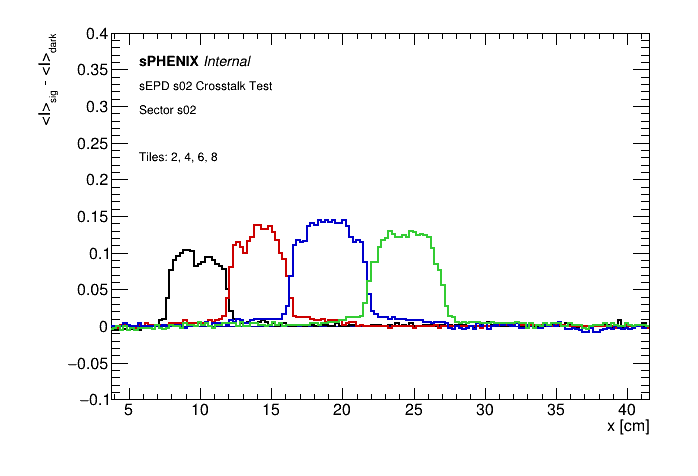 <I>sig - <I>dark
0.4
0.35
0.3
0.25
0.2
0.15
0.1
0.05
0
−0.05
−0.1
sPHENIX Internal
sEPD s02 Crosstalk Test
Sector s02
Tiles: 2, 4, 6, 8
5 10 15 20 25 30 35 40
x [cm]